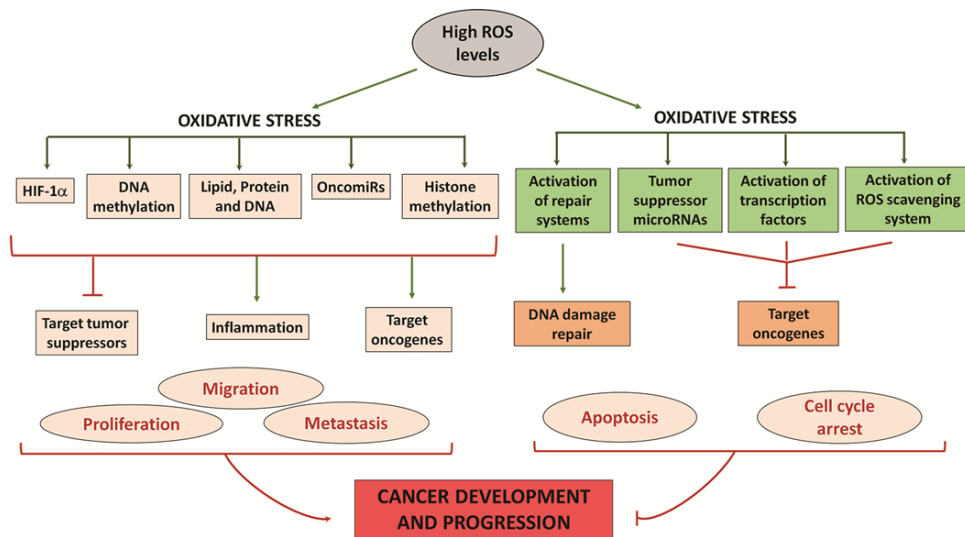 High ROS
levels
OXIDATIVE STRESS
OXIDATIVE STRESS
HIF-1α
DNA
methylation
Lipid, Protein
and DNA
OncomiRs
Histone
methylation
Activation
of repair
systems
Tumor
suppressor
microRNAs
Activation of
transcription
factors
Activation of
ROS scavenging
system
Target tumor
suppressors
Inflammation
Target
oncogenes
DNA damage
repair
Target
oncogenes
Migration
Proliferation
Metastasis
Apoptosis
Cell cycle
arrest
CANCER DEVELOPMENT
AND PROGRESSION